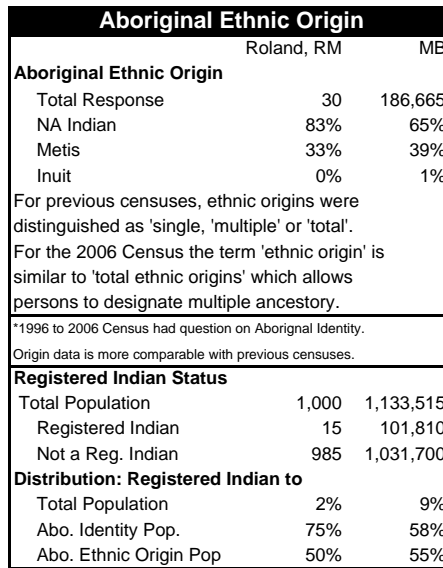 Aboriginal Ethnic Origin
Roland, RM MB
Aboriginal Ethnic Origin
Total Response 30 186,665
NA Indian 83% 65%
Metis 33% 39%
Inuit 0% 1%
For previous censuses, ethnic origins were
distinguished as 'single, 'multiple' or 'total'.
For the 2006 Census the term 'ethnic origin' is
similar to 'total ethnic origins' which allows
persons to designate multiple ancestory.
*1996 to 2006 Census had question on Aborignal Identity.
Origin data is more comparable with previous censuses.
Registered Indian Status
Total Population 1,000 1,133,515
Registered Indian 15 101,810
Not a Reg. Indian 985 1,031,700
Distribution: Registered Indian to
Total Population 2% 9%
Abo. Identity Pop. 75% 58%
Abo. Ethnic Origin Pop 50% 55%